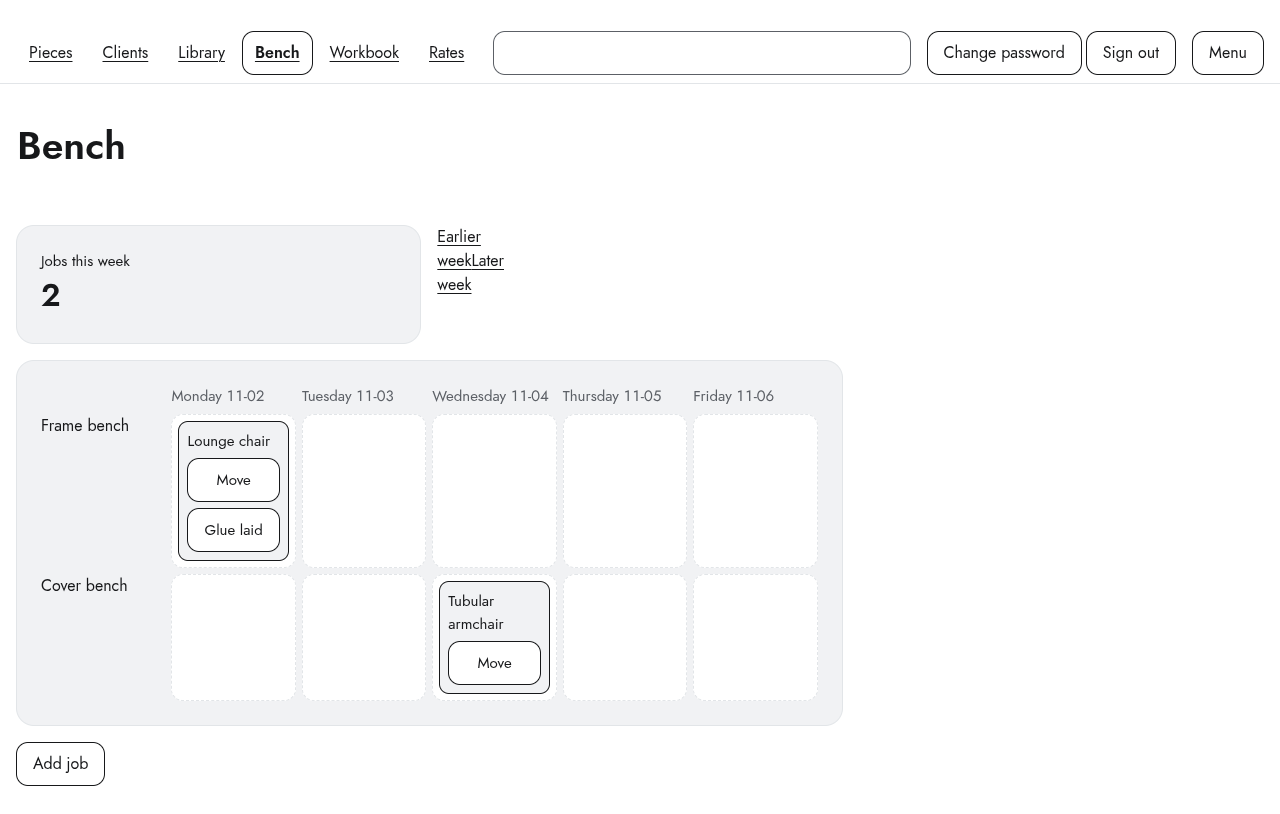 Pieces Clients Library Bench Workbook Rates Change password Sign out Menu
Bench
Jobs this week
2
Earlier
weekLater
week
Monday 11-02 Tuesday 11-03 Wednesday 11-04 Thursday 11-05 Friday 11-06
Frame bench
Lounge chair
Move
Glue laid
Cover bench
Tubular
armchair
Move
Add job